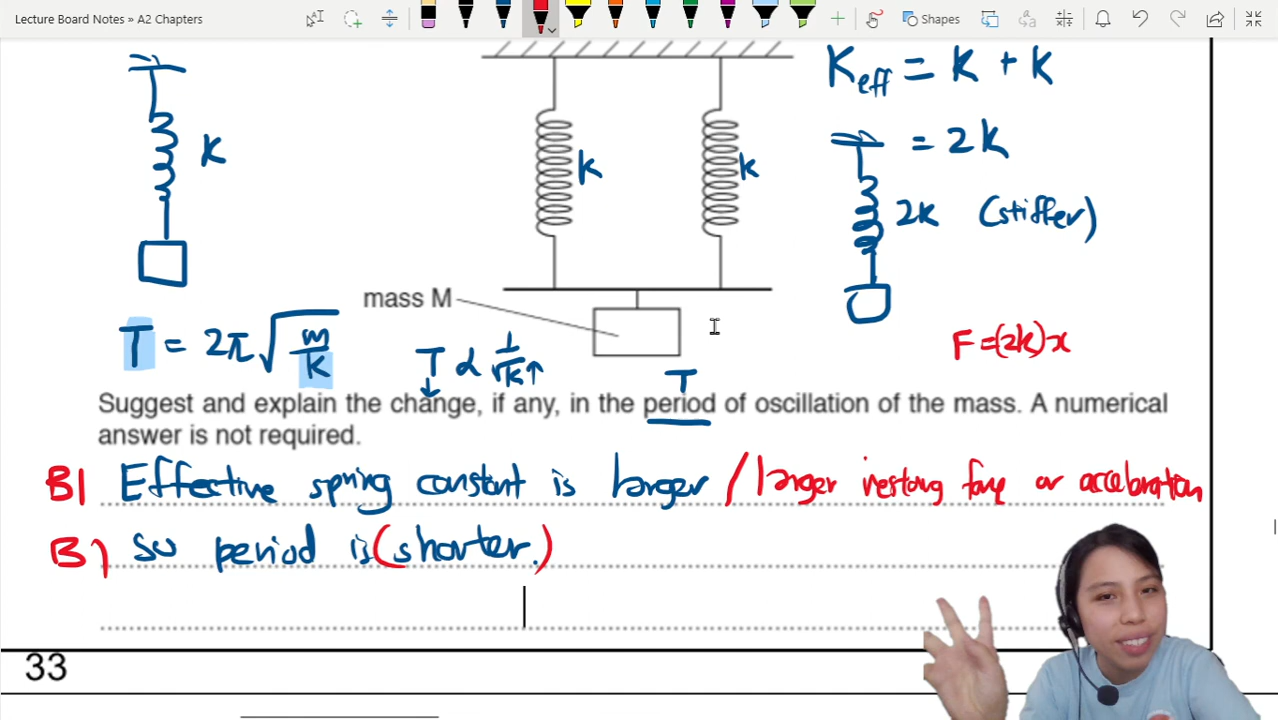 Lecture Board Notes » A2 Chapters
Shapes
K
k
k
Keff = k + k
= 2k
2k (stiffer)
mass M
T = 2π√m/k
T ∝ 1/√k↑
↓
T
F = (2k)x
Suggest and explain the change, if any, in the period of oscillation of the mass. A numerical
answer is not required.
B1 Effective spring constant is larger / larger restoring force or acceleration
B1 so period is (shorter.)
33